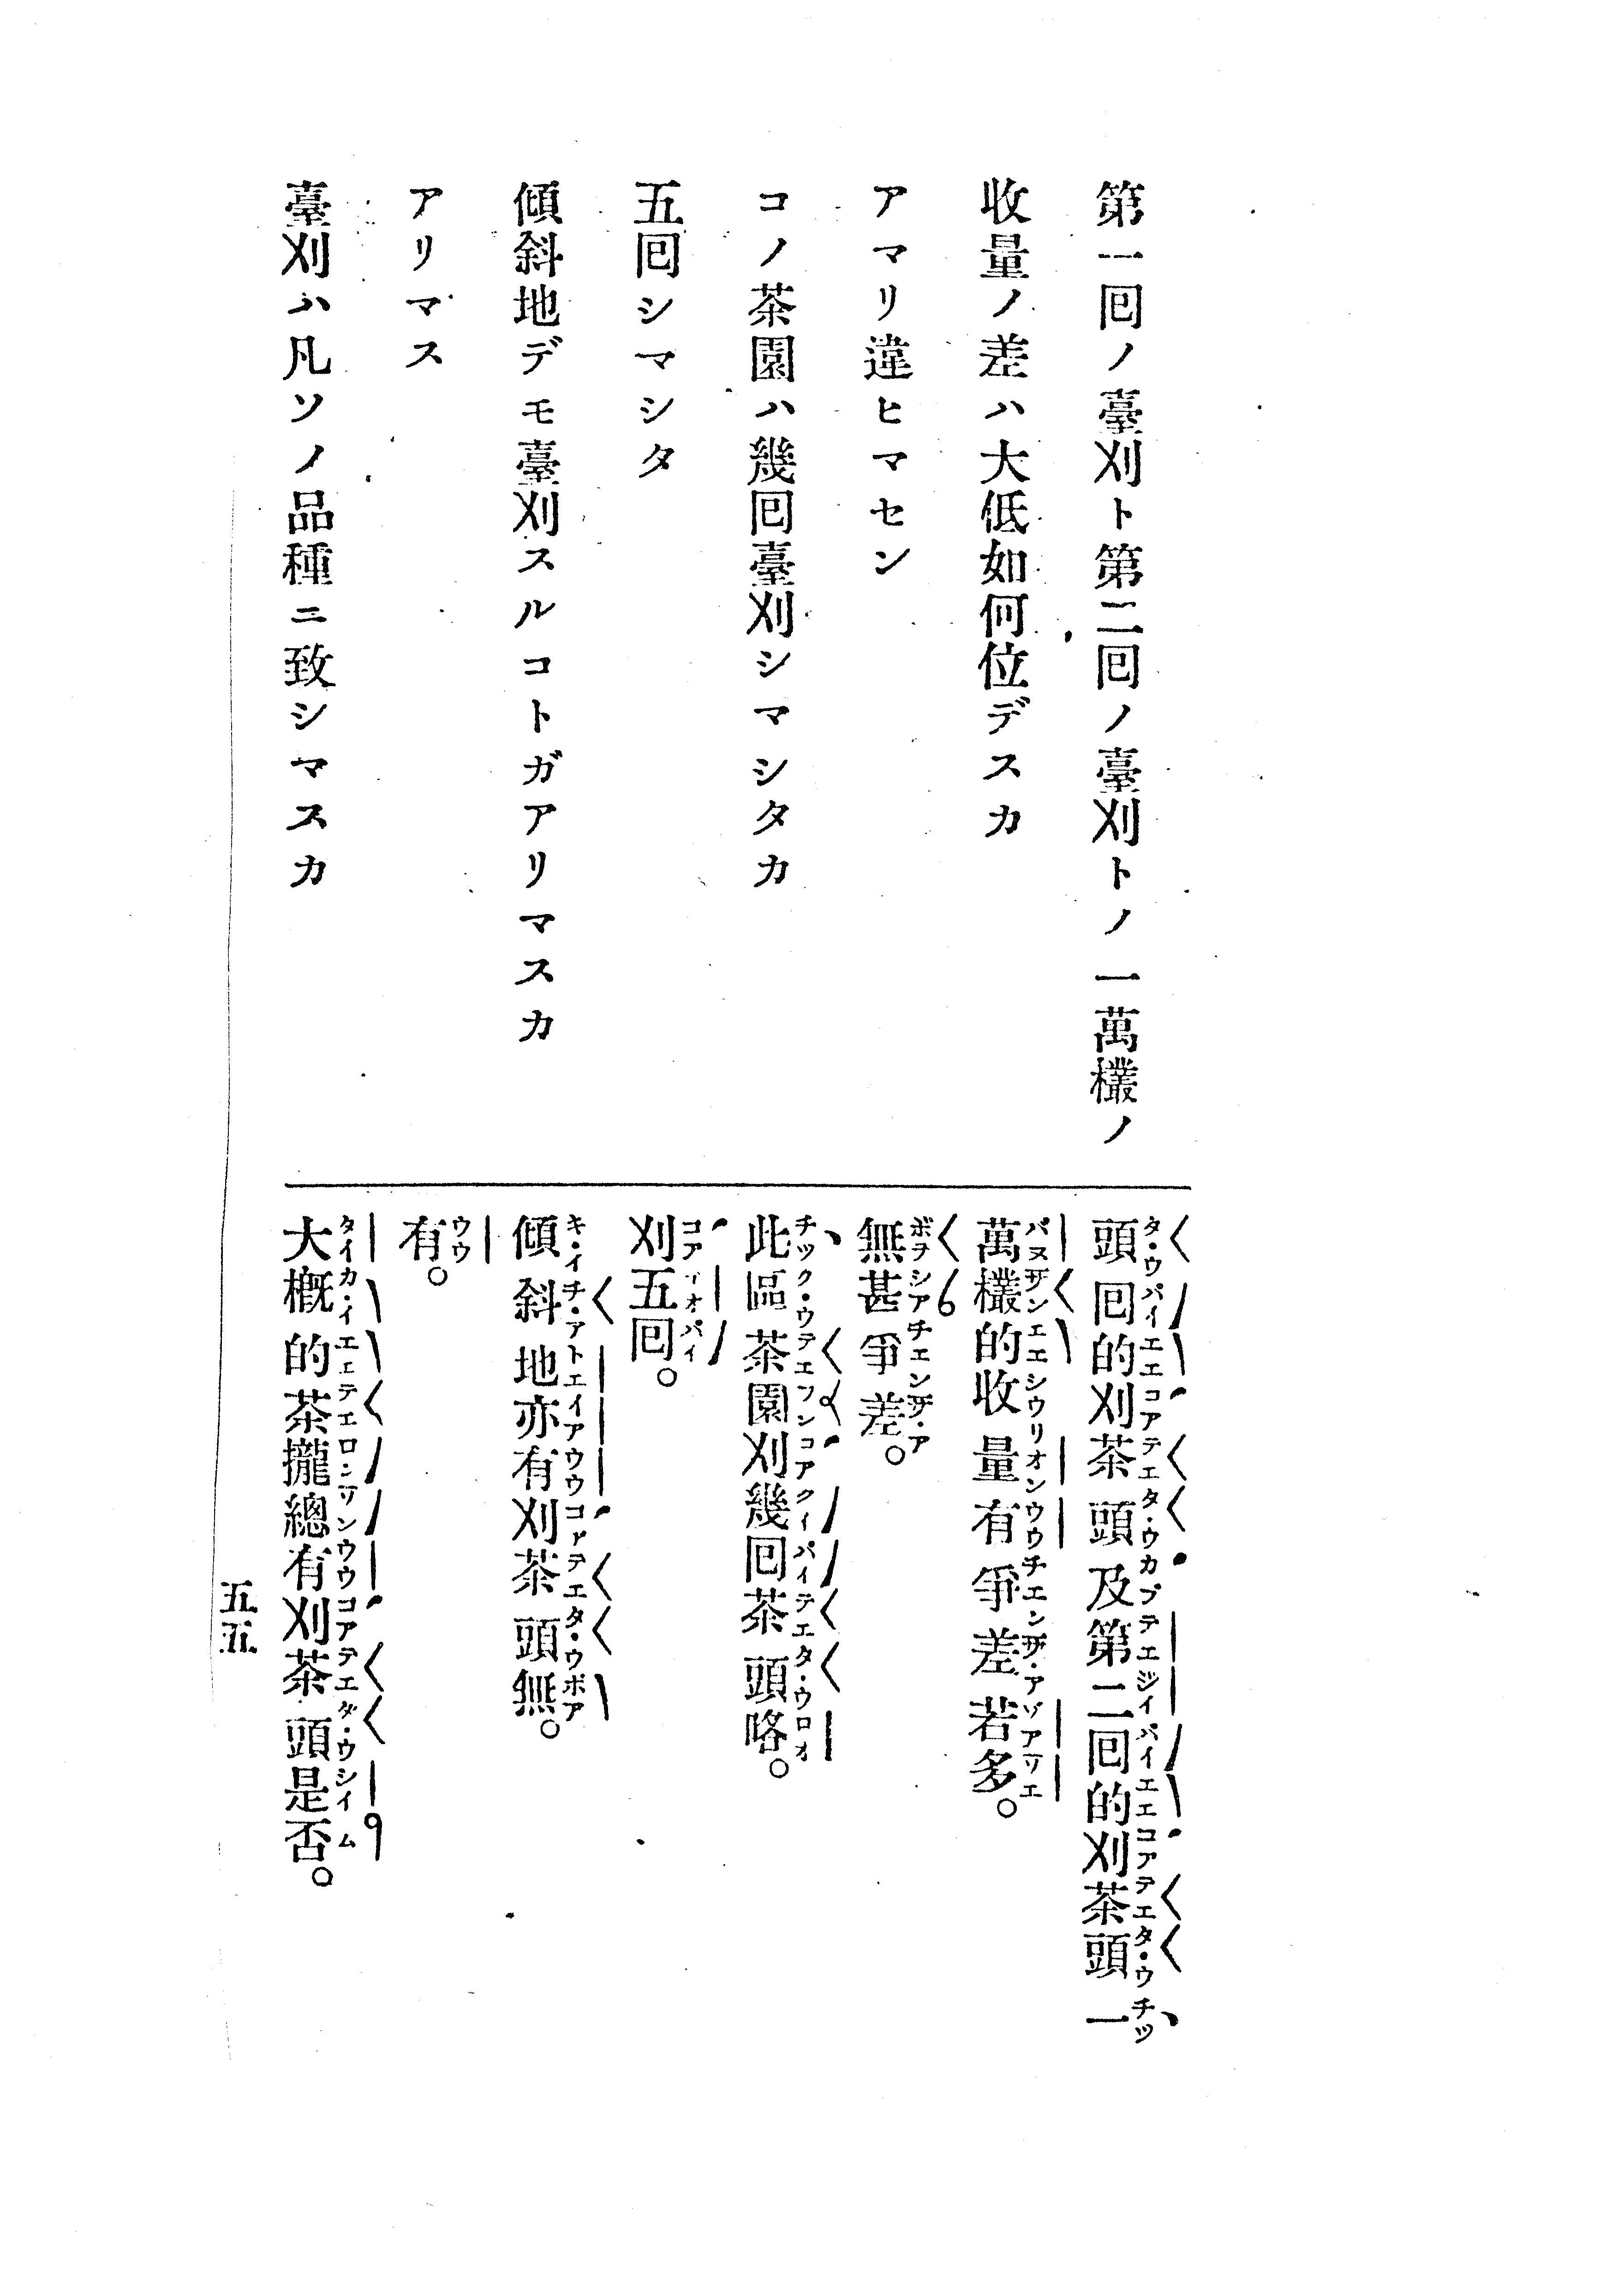 第一回ノ臺刈ト第二回ノ臺刈トノ一萬欉ノ
收量ノ差ハ大低如何位デスカ
アマリ違ヒマセン
コノ茶園ハ幾回臺刈シマシタカ
五回シマシタ
傾斜地デモ臺刈スルコトガアリマスカ
アリマス
臺刈ハ凡ソノ品種ニ致シマスカ
頭回的刈茶頭及第二回的刈茶頭一
萬欉的收量有爭差若多。
無甚爭差。
此區茶園刈幾回茶頭咯。
刈五回。
傾斜地亦有刈茶頭無。
有。
大概的茶攏總有刈茶頭是否。
五五